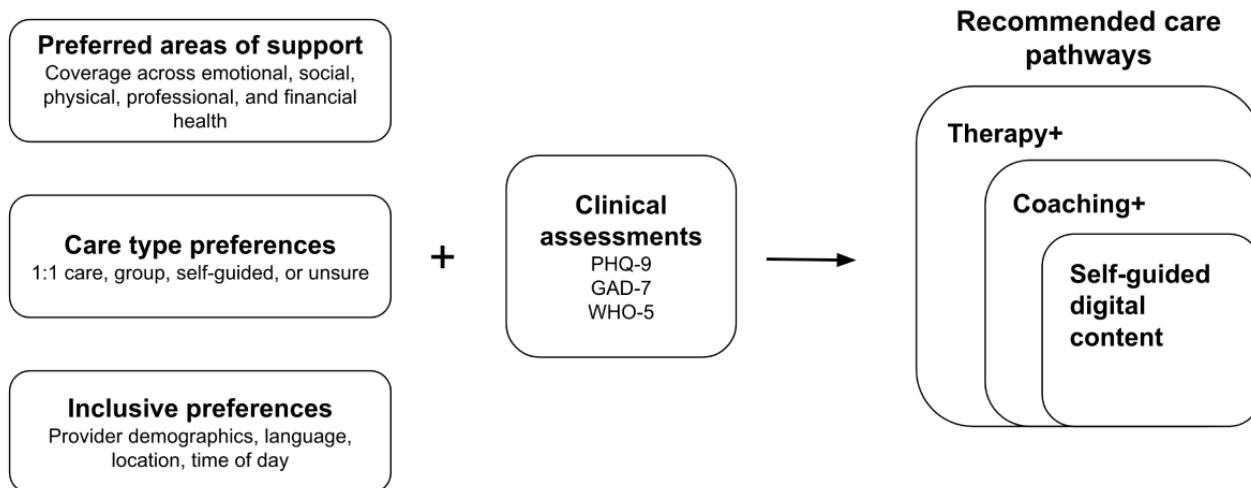 Preferred areas of support
Coverage across emotional, social,
physical, professional, and financial
health
Care type preferences
1:1 care, group, self-guided, or unsure
Inclusive preferences
Provider demographics, language,
location, time of day
+
Clinical
assessments
PHQ-9
GAD-7
WHO-5
Recommended care
pathways
Therapy+
Coaching+
Self-guided
digital
content